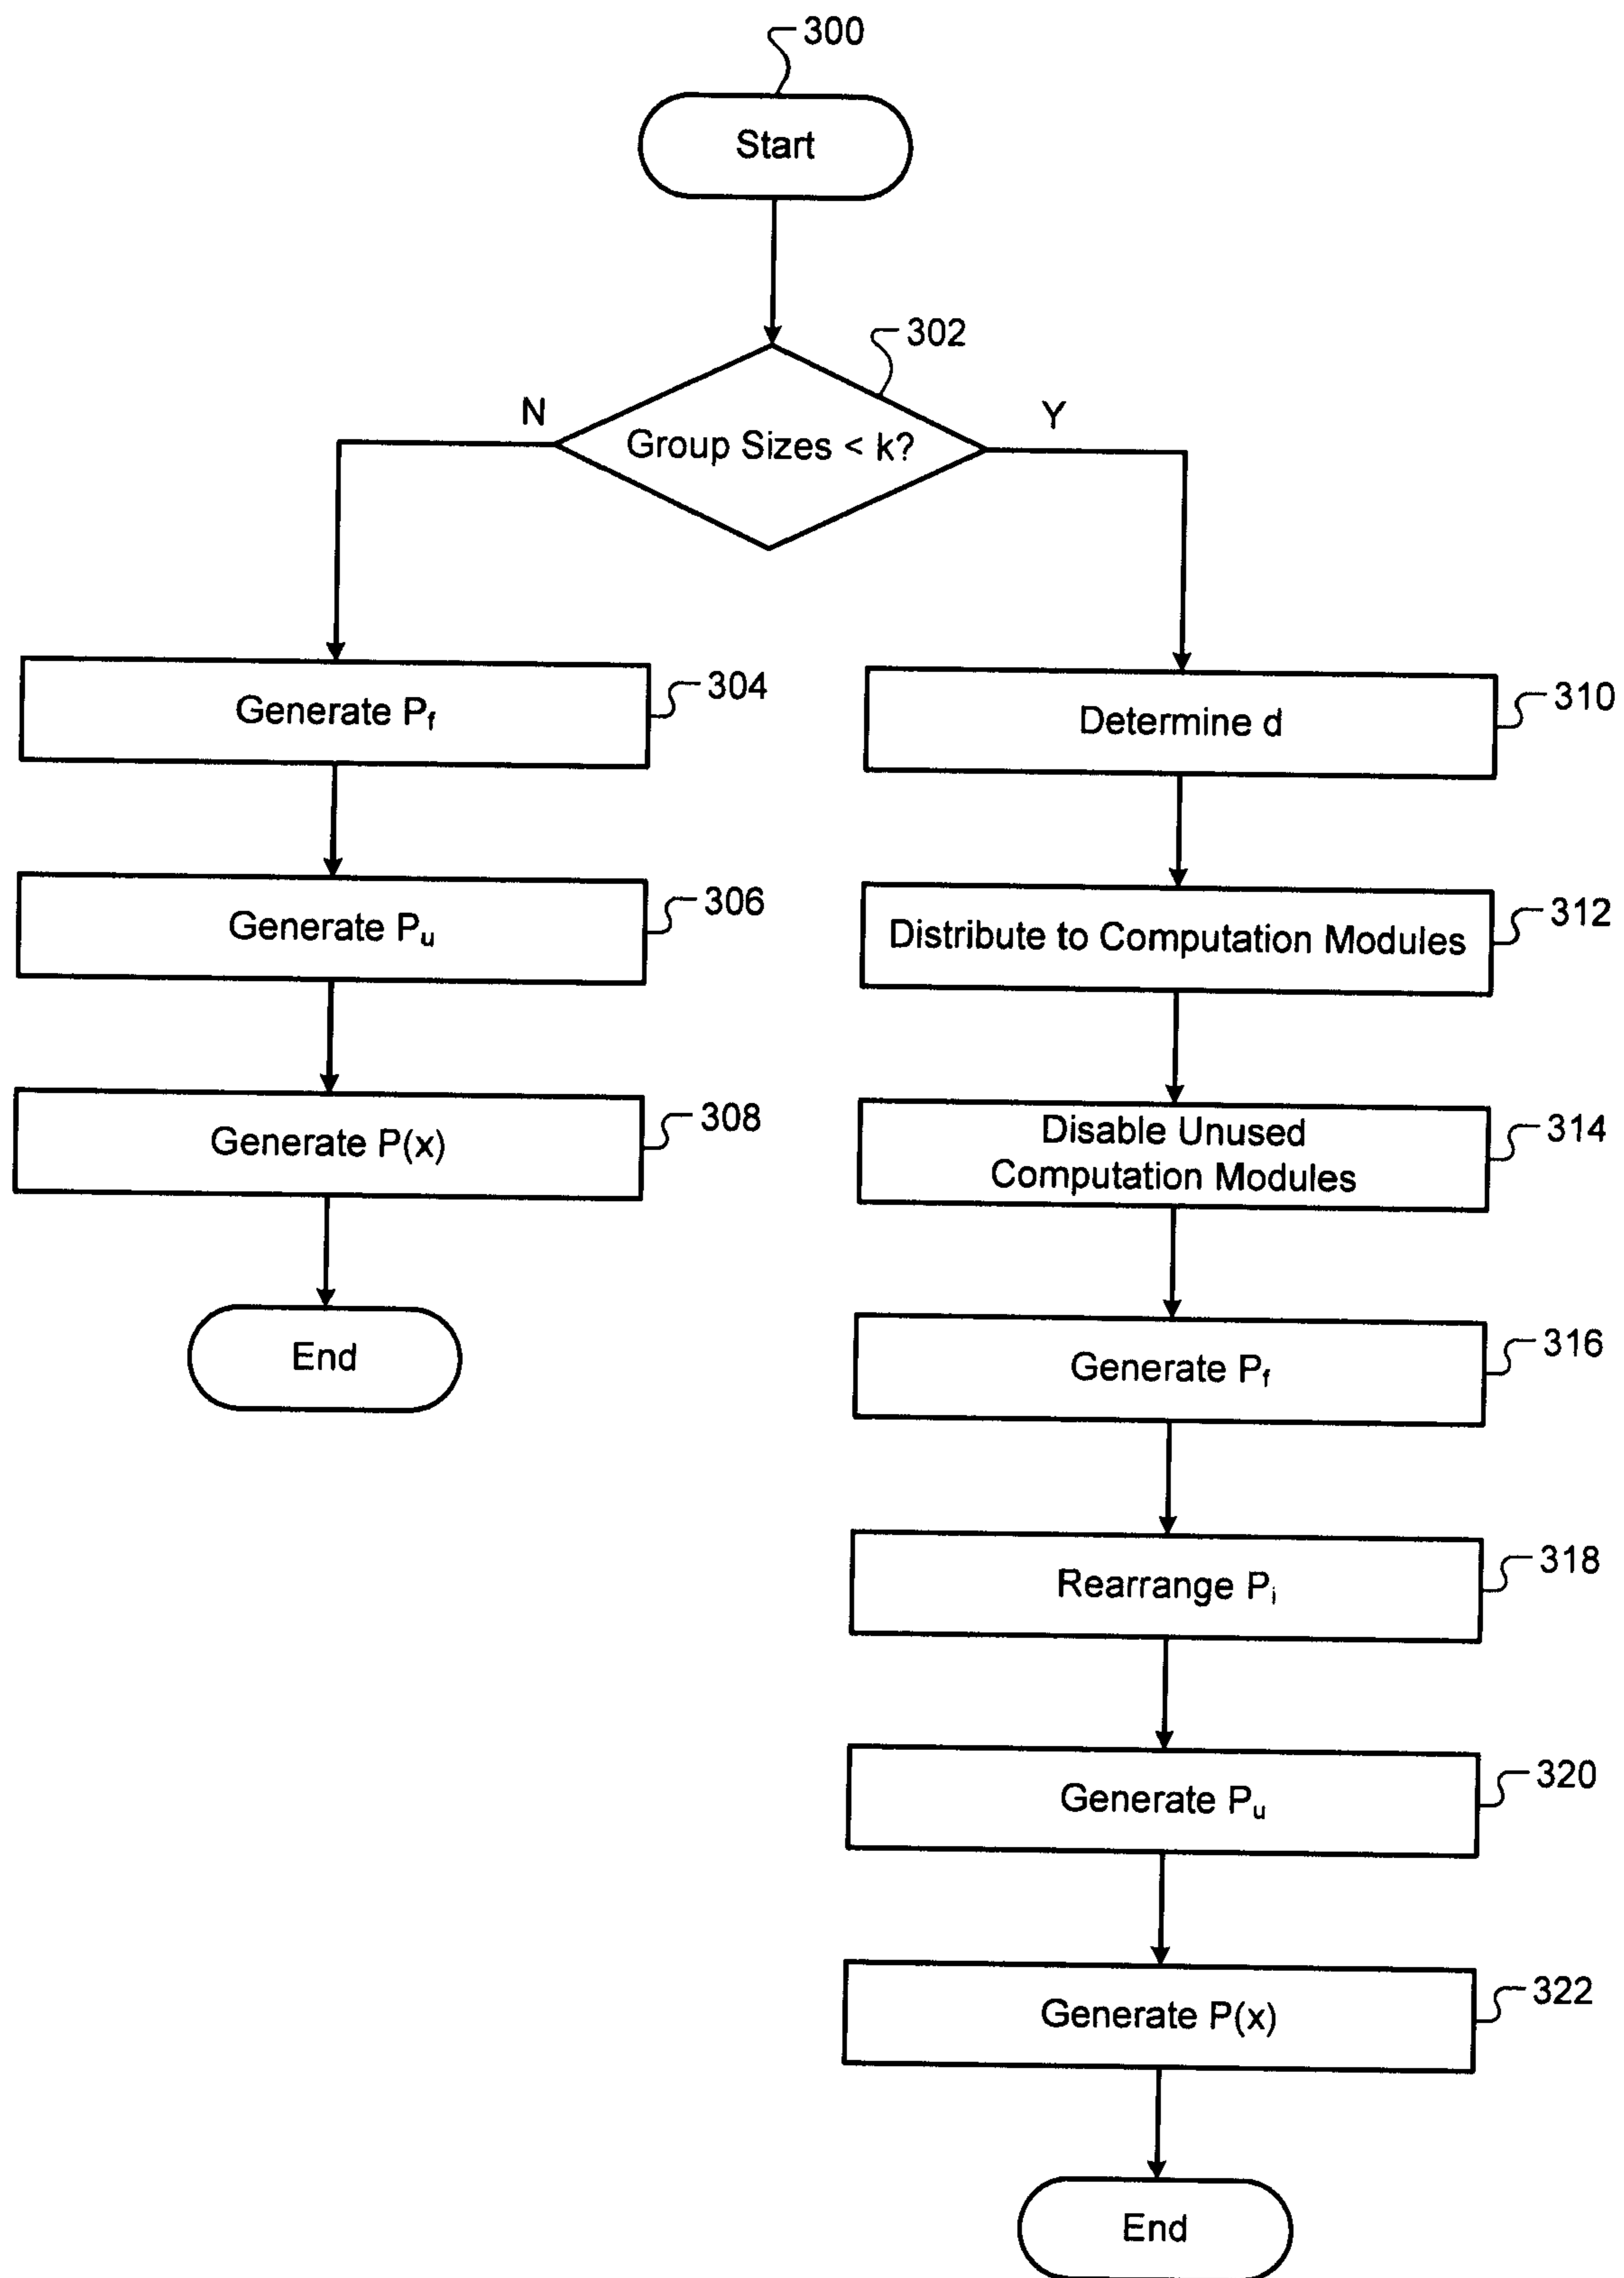 300
Start
302
N
Y
Group Sizes < k?
304
Generate Pf
310
Determine d
306
Generate Pu
312
Distribute to Computation Modules
308
Generate P(x)
314
Disable Unused
Computation Modules
End
316
Generate Pf
318
Rearrange Pi
320
Generate Pu
322
Generate P(x)
End